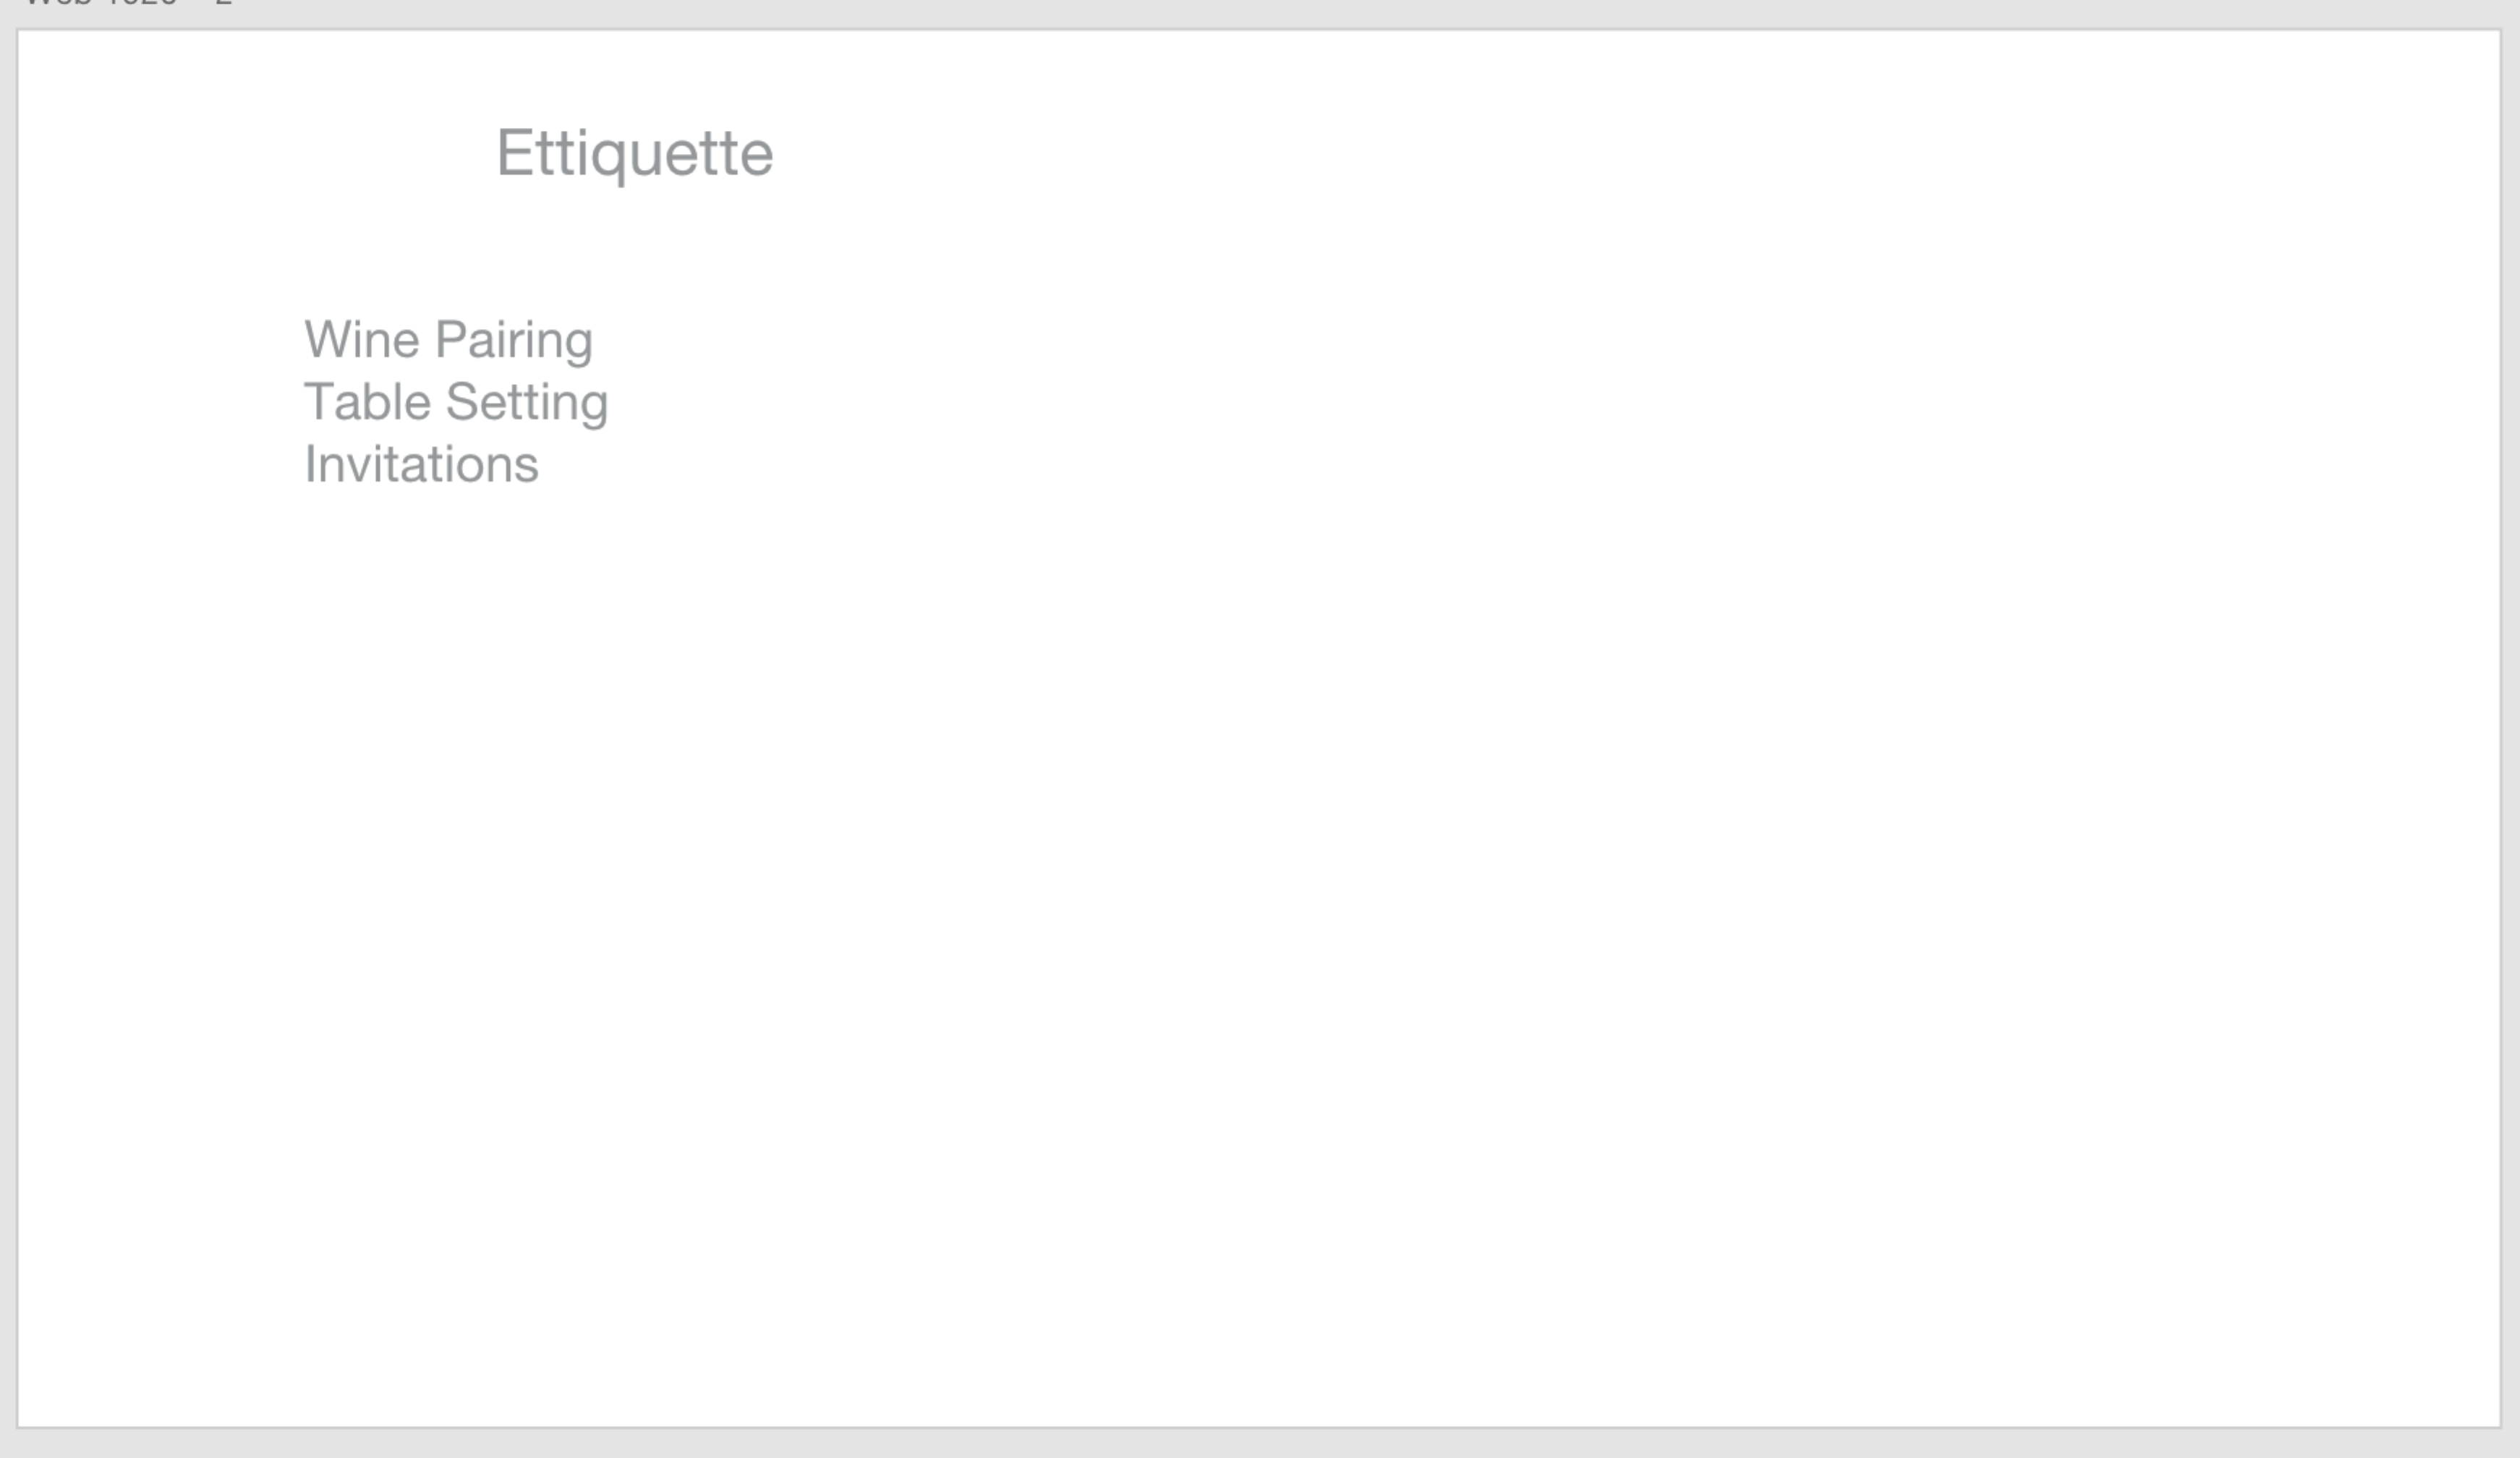 Ettiquette
Wine Pairing
Table Setting
Invitations